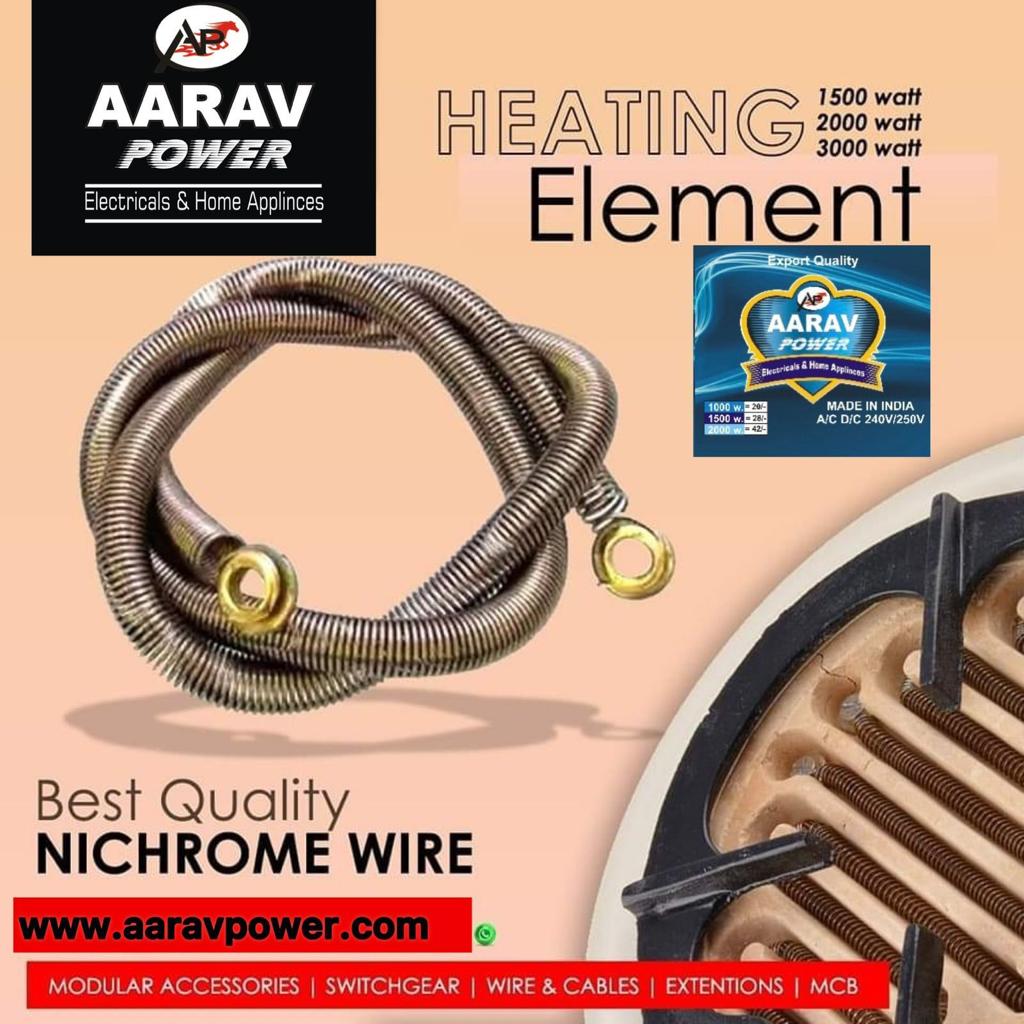 AP
AARAV
POWER
Electricals & Home Applinces
HEATING
1500 watt
2000 watt
3000 watt
Element
Export Quality
AP
AARAV
POWER
Electricals & Home Applinces
1000 w. = 20/-
1500 w. = 28/-
2000 w. = 42/-
MADE IN INDIA
A/C D/C 240V/250V
Best Quality
NICHROME WIRE
www.aaravpower.com
MODULAR ACCESSORIES | SWITCHGEAR | WIRE & CABLES | EXTENTIONS | MCB